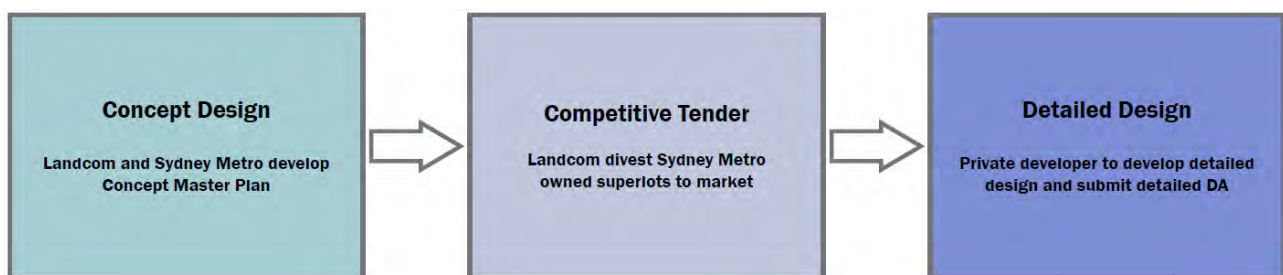 Concept Design
Landcom and Sydney Metro develop
Concept Master Plan
Competitive Tender
Landcom divest Sydney Metro
owned superlots to market
Detailed Design
Private developer to develop detailed
design and submit detailed DA